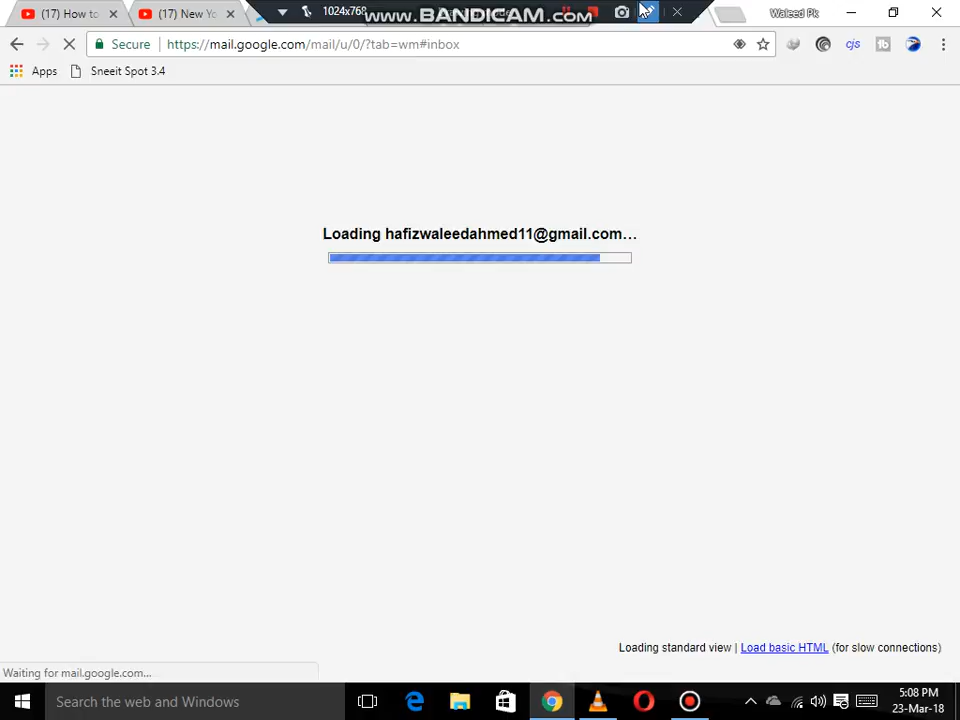 (17) How to
(17) New Yo
1024x768
www.BANDICAM.com
Waleed Pk
Secure
https://mail.google.com/mail/u/0/?tab=wm#inbox
cjs
Apps
Sneeit Spot 3.4
Loading hafizwaleedahmed11@gmail.com…
Loading standard view | Load basic HTML (for slow connections)
Waiting for mail.google.com...
Search the web and Windows
5:08 PM
23-Mar-18